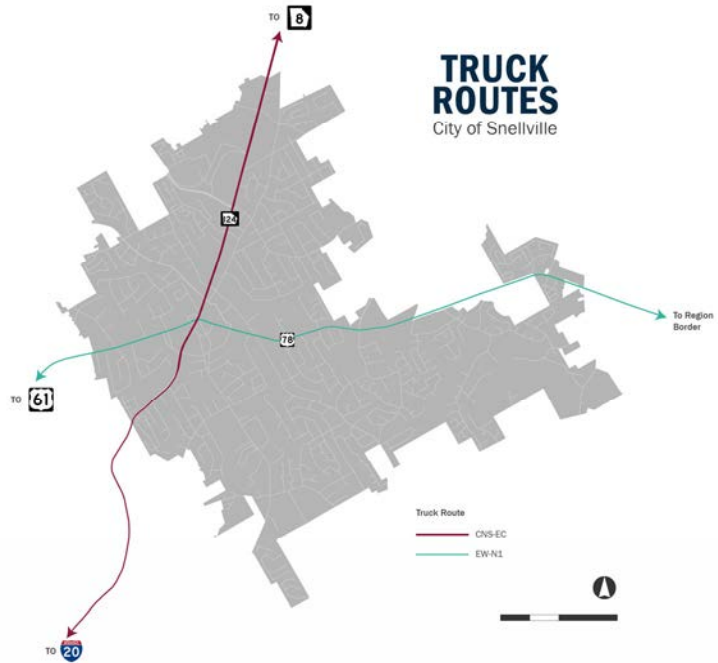 TO 8
TRUCK
ROUTES
City of Snellville
124
78
To Region
Border
TO 61
Truck Route
CNS-EC
EW-N1
TO 20